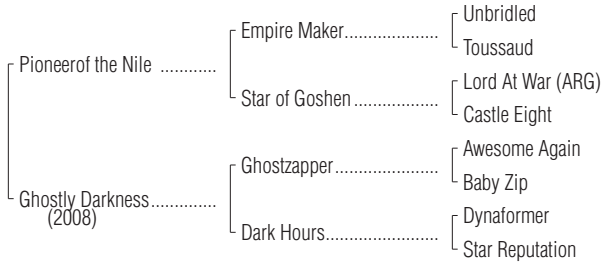 Unbridled
Empire Maker.....................
Toussaud
Pioneerof the Nile ............
Lord At War (ARG)
Star of Goshen...................
Castle Eight
Awesome Again
Ghostzapper.......................
Baby Zip
Ghostly Darkness..............
(2008)
Dynaformer
Dark Hours.........................
Star Reputation